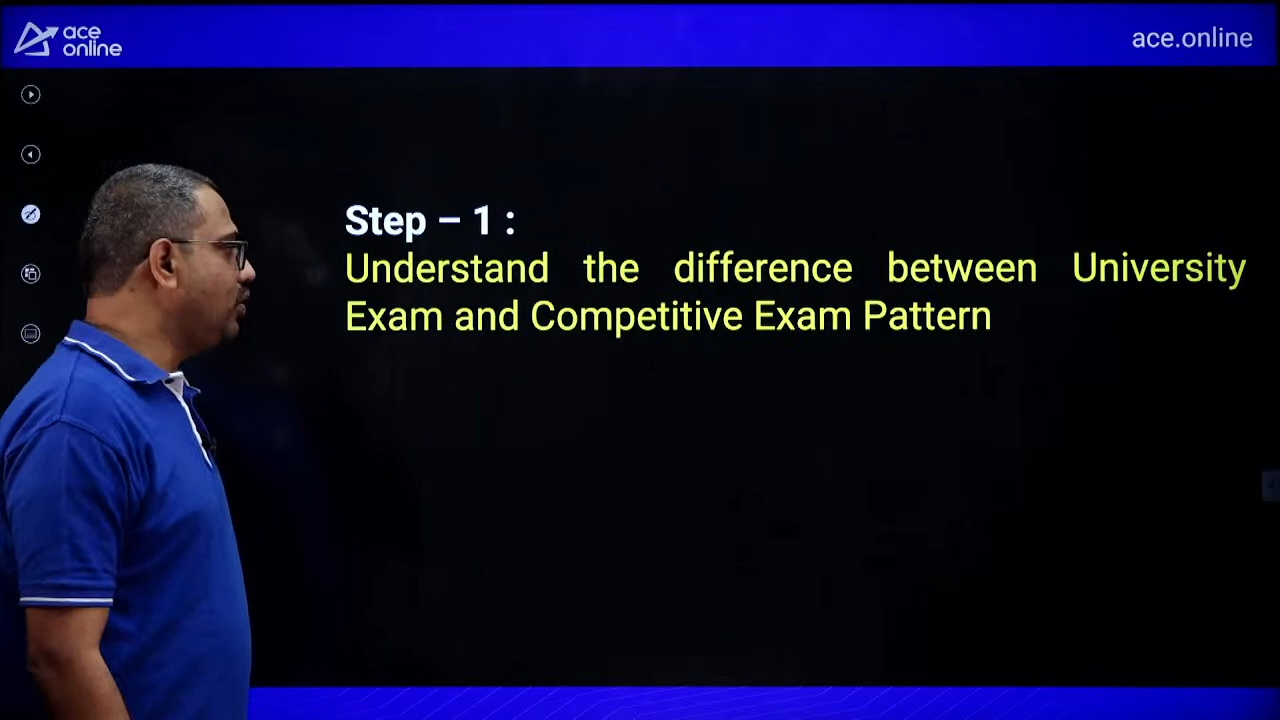 ace
online
ace.online
Step – 1 :
Understand the difference between University
Exam and Competitive Exam Pattern